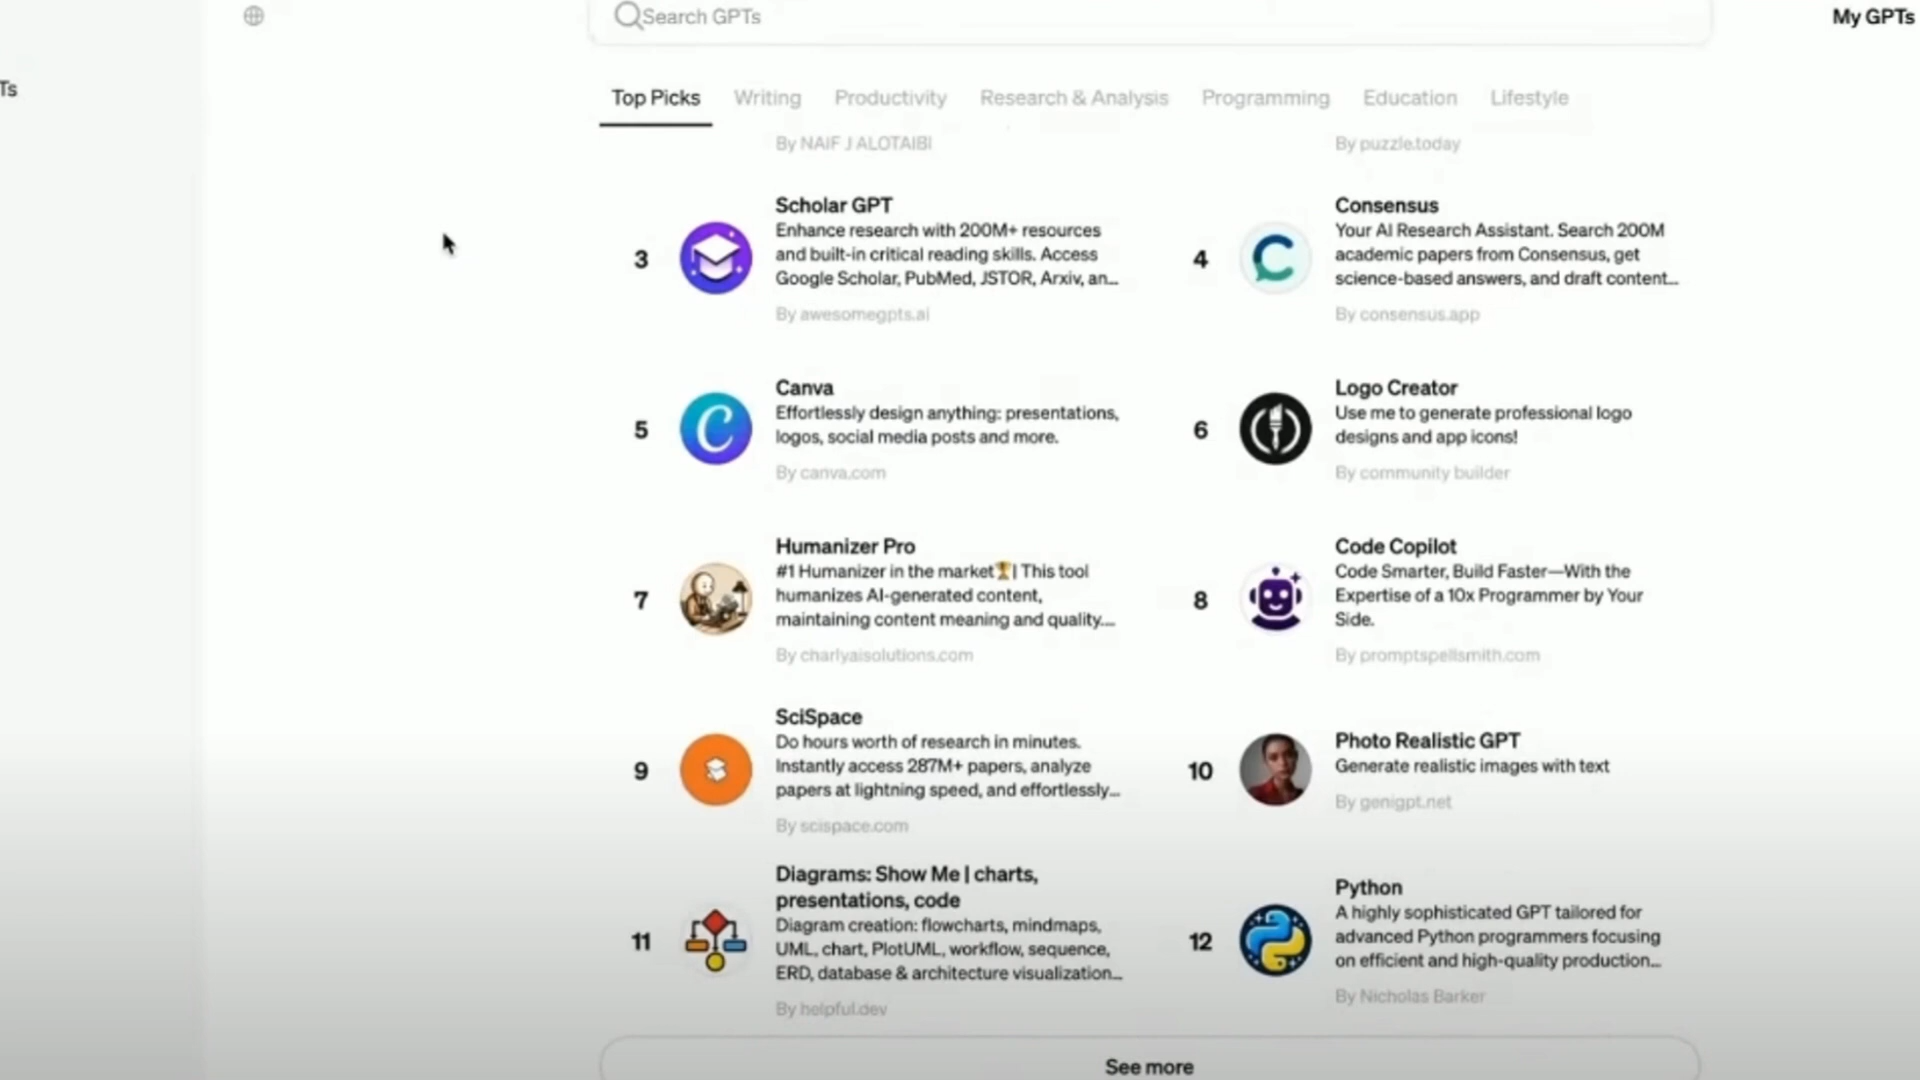 Search GPTs
My GPTs
Ts
Top Picks
Writing
Productivity
Research & Analysis
Programming
Education
Lifestyle
By NAIF J ALOTAIBI
By puzzle.today
3
Scholar GPT
Enhance research with 200M+ resources
and built-in critical reading skills. Access
Google Scholar, PubMed, JSTOR, Arxiv, an...
By awesomegpts.ai
4
Consensus
Your AI Research Assistant. Search 200M
academic papers from Consensus, get
science-based answers, and draft content...
By consensus.app
5
Canva
Effortlessly design anything: presentations,
logos, social media posts and more.
By canva.com
6
Logo Creator
Use me to generate professional logo
designs and app icons!
By community builder
7
Humanizer Pro
#1 Humanizer in the market🏆| This tool
humanizes AI-generated content,
maintaining content meaning and quality....
By charlyaisolutions.com
8
Code Copilot
Code Smarter, Build Faster—With the
Expertise of a 10x Programmer by Your
Side.
By promptspellsmith.com
9
SciSpace
Do hours worth of research in minutes.
Instantly access 287M+ papers, analyze
papers at lightning speed, and effortlessly...
By scispace.com
10
Photo Realistic GPT
Generate realistic images with text
By genigpt.net
11
Diagrams: Show Me | charts,
presentations, code
Diagram creation: flowcharts, mindmaps,
UML, chart, PlotUML, workflow, sequence,
ERD, database & architecture visualization...
By helpful.dev
12
Python
A highly sophisticated GPT tailored for
advanced Python programmers focusing
on efficient and high-quality production...
By Nicholas Barker
See more